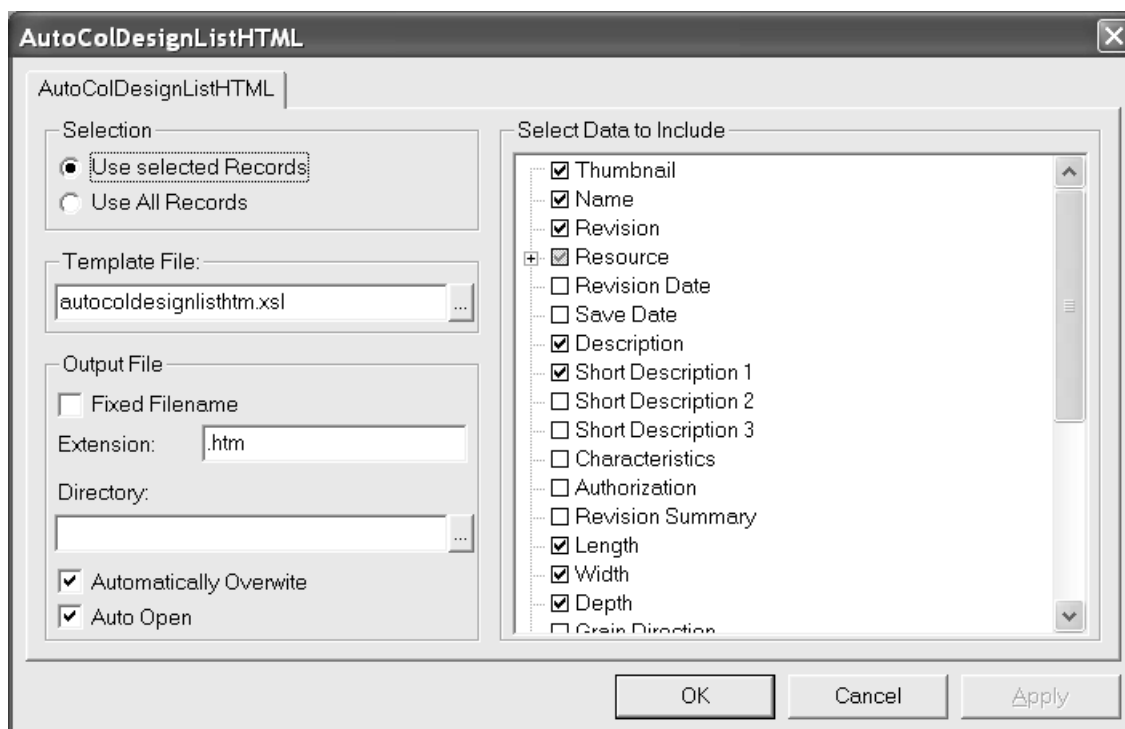 AutoColDesignListHTML
AutoColDesignListHTML
Selection
Use selected Records
Use All Records
Template File:
autocoldesignlisthtm.xsl
...
Output File
Fixed Filename
Extension:
.htm
Directory:
...
Automatically Overwite
Auto Open
Select Data to Include
Thumbnail
Name
Revision
Resource
Revision Date
Save Date
Description
Short Description 1
Short Description 2
Short Description 3
Characteristics
Authorization
Revision Summary
Length
Width
Depth
Grain Direction
OK
Cancel
Apply